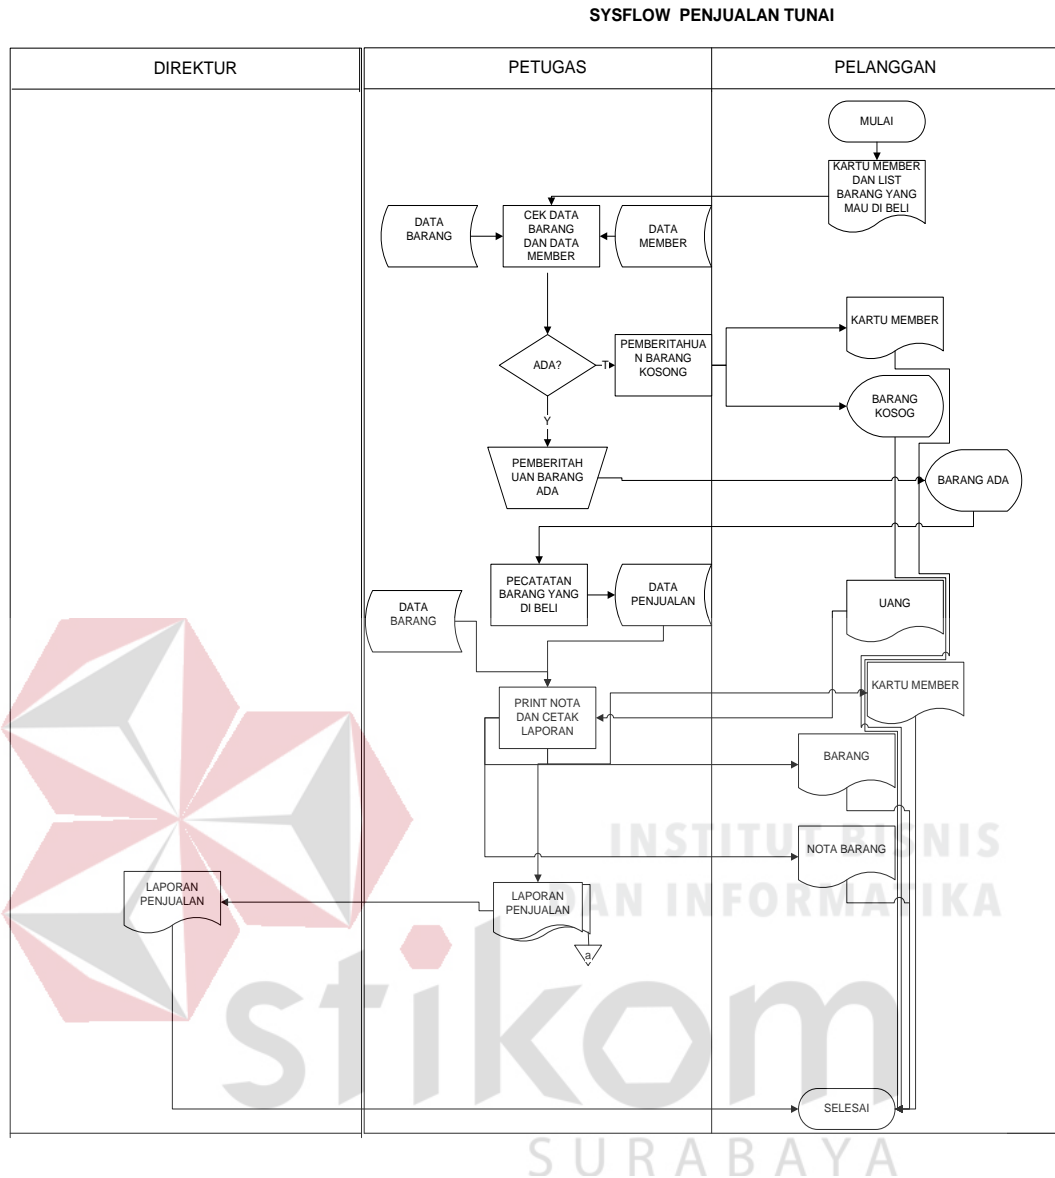 SYSFLOW PENJUALAN TUNAI
DIREKTUR
PETUGAS
PELANGGAN
MULAI
KARTU MEMBER
DAN LIST
BARANG YANG
MAU DI BELI
DATA
BARANG
CEK DATA
BARANG
DAN DATA
MEMBER
DATA
MEMBER
ADA?
T
PEMBERITAHUA
N BARANG
KOSONG
KARTU MEMBER
BARANG
KOSOG
Y
PEMBERITAH
UAN BARANG
ADA
BARANG ADA
PECATATAN
BARANG YANG
DI BELI
DATA
PENJUALAN
DATA
BARANG
UANG
KARTU MEMBER
PRINT NOTA
DAN CETAK
LAPORAN
BARANG
NOTA BARANG
LAPORAN
PENJUALAN
LAPORAN
PENJUALAN
a
SELESAI
INSTITUT BISNIS
DAN INFORMATIKA
stikom
SURABAYA